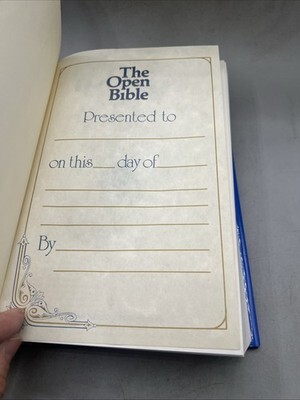 The
Open
Bible
Presented to
on this day of
By